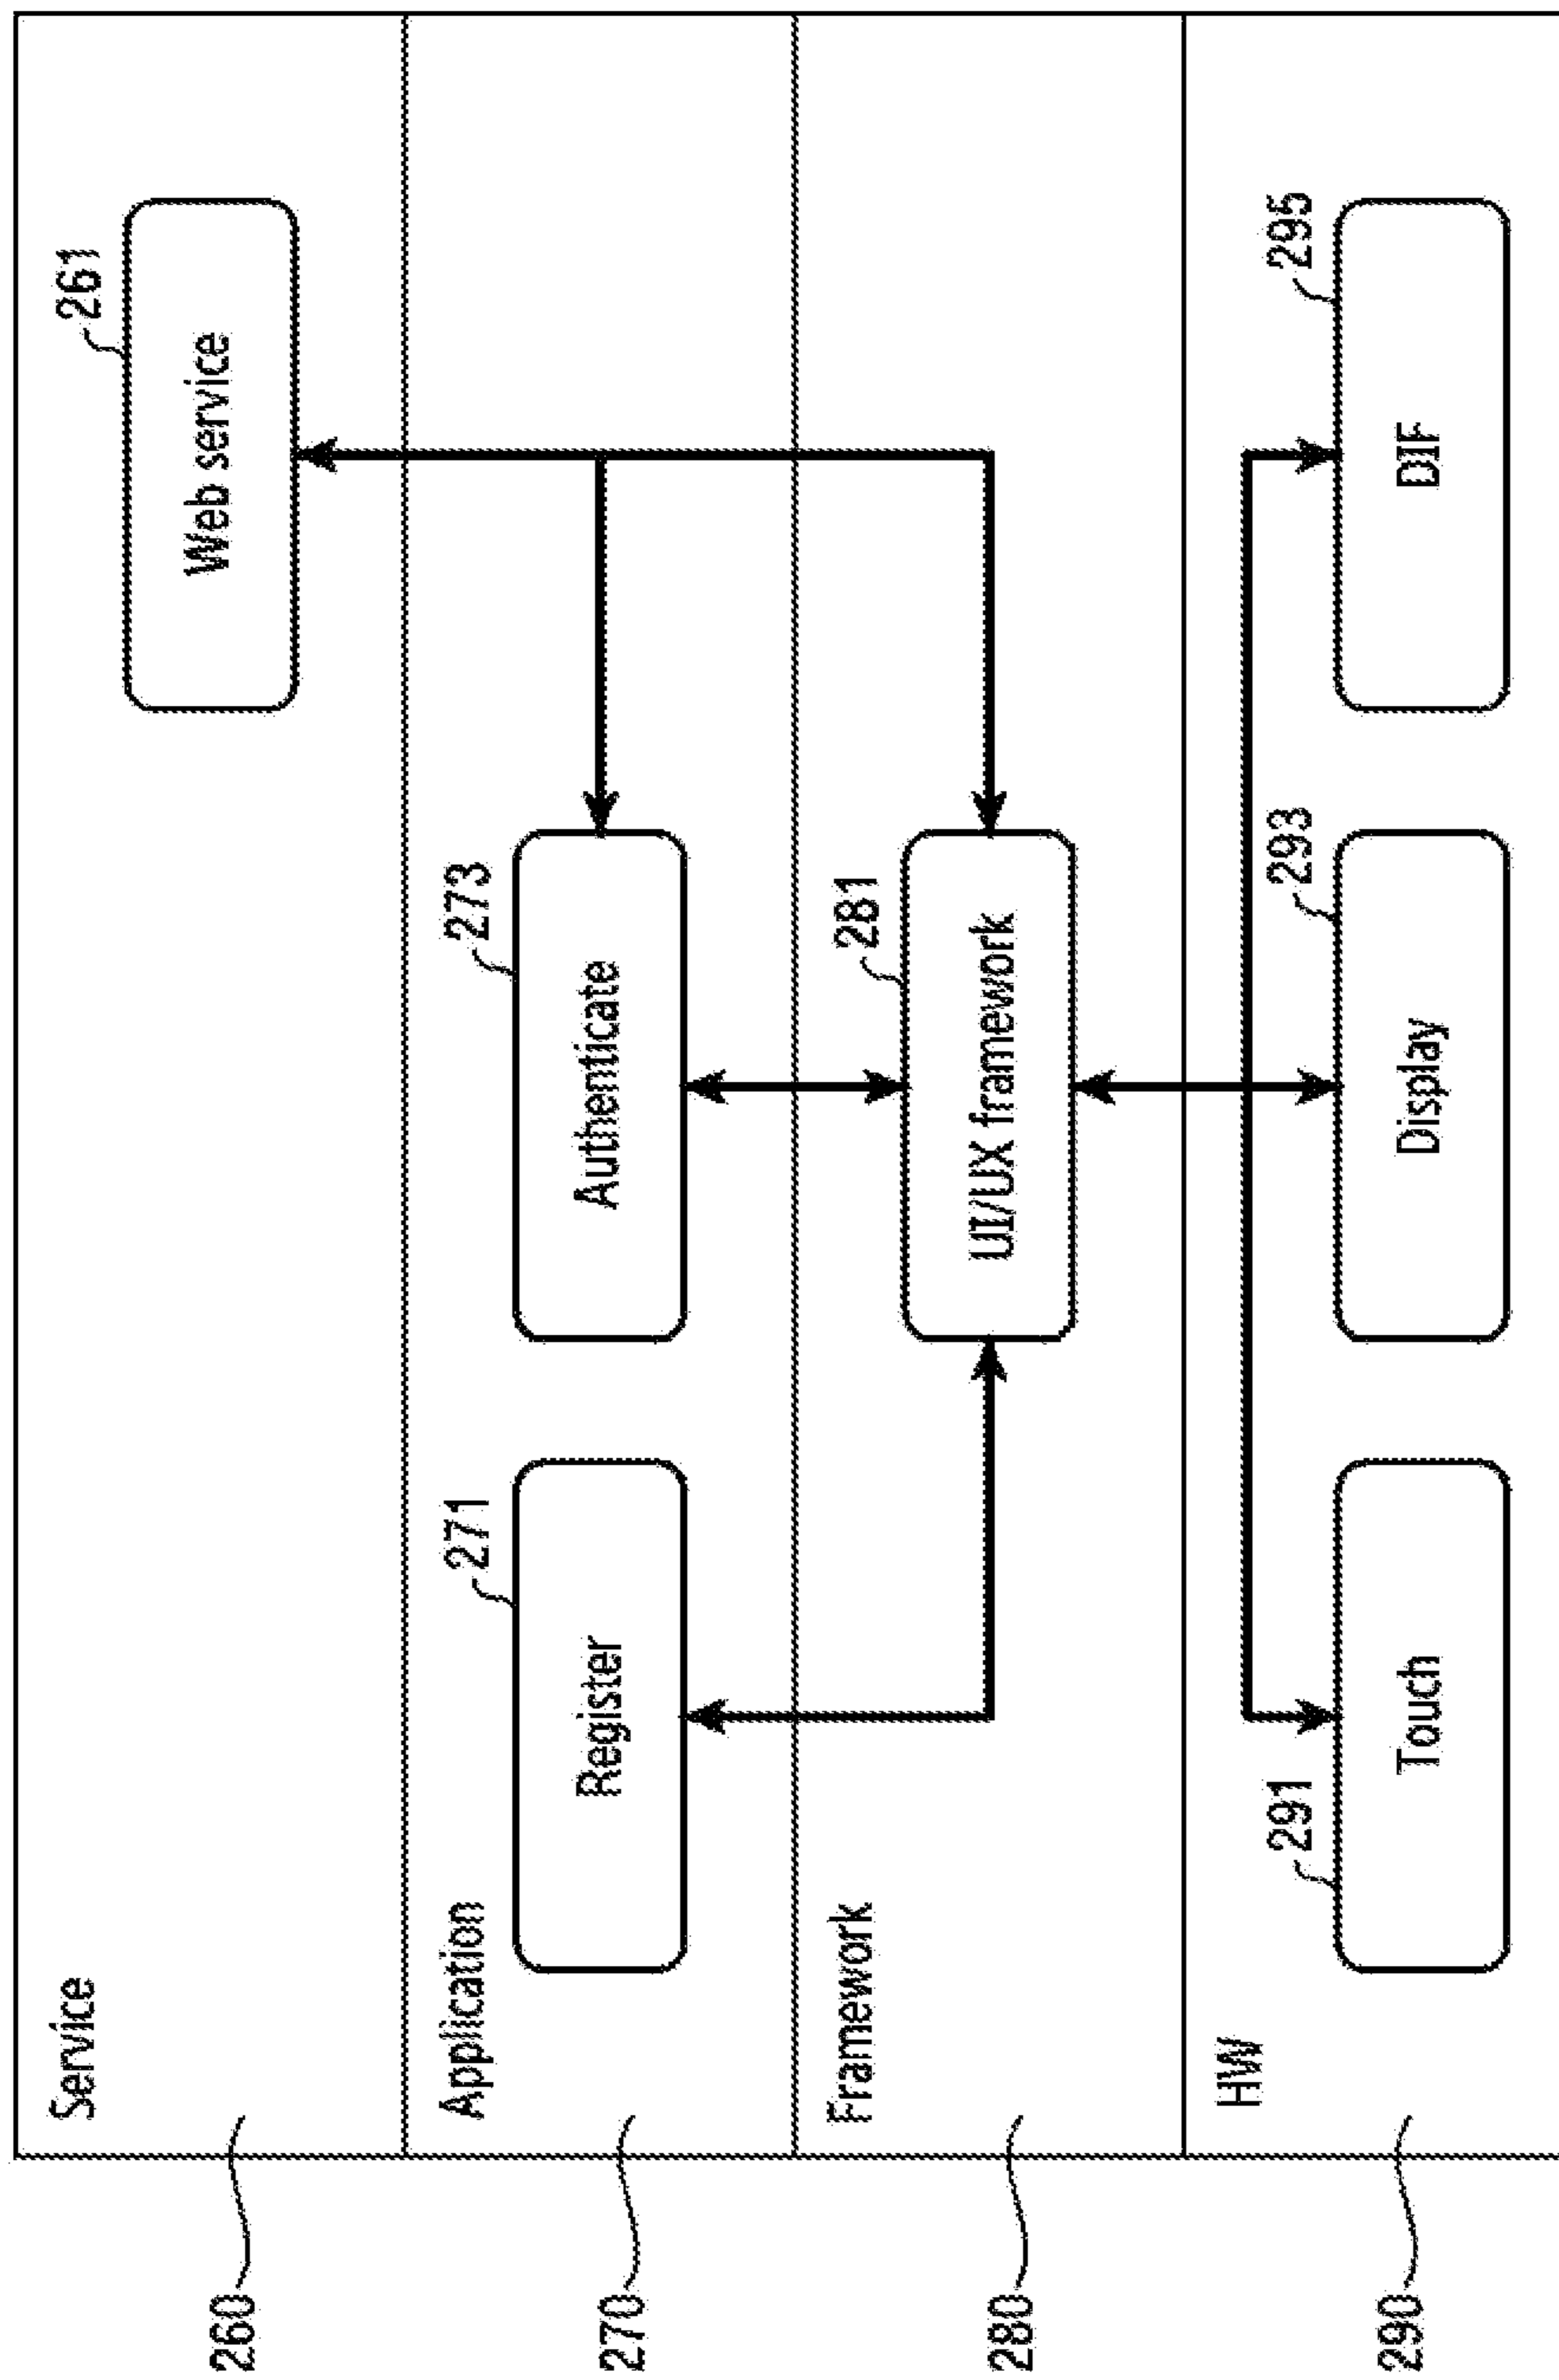 Service
260
261
Web service
Application
270
271
Register
273
Authenticate
Framework
280
281
UI/UX framework
HW
290
291
Touch
293
Display
295
DIF